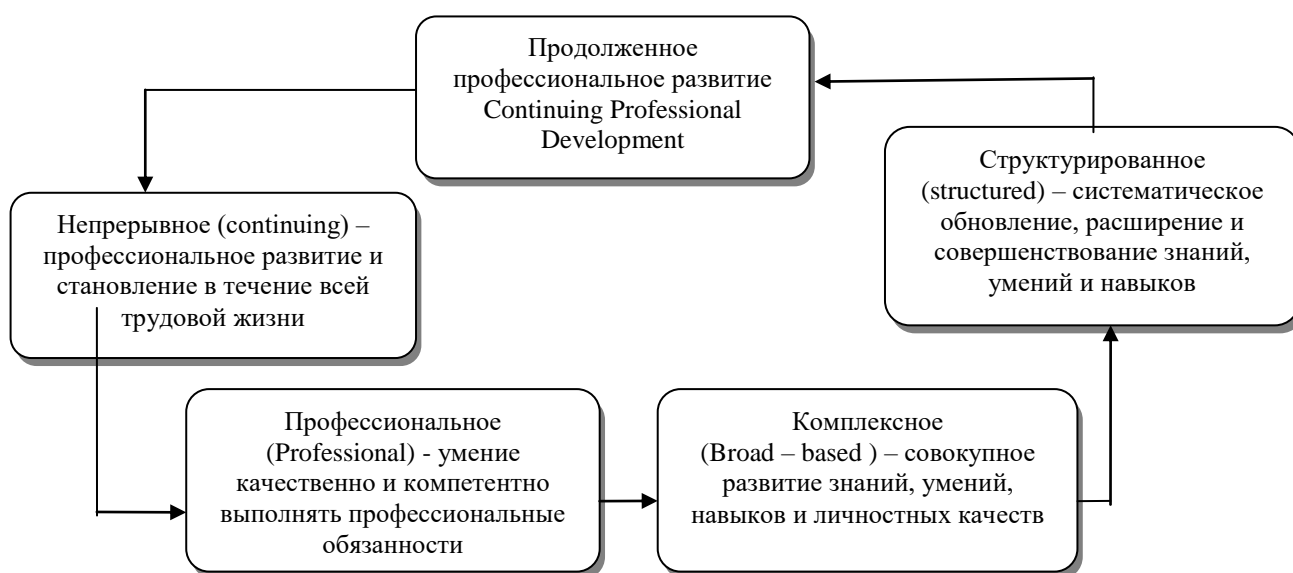 Продолженное
профессиональное развитие
Continuing Professional
Development
Непрерывное (continuing) –
профессиональное развитие и
становление в течение всей
трудовой жизни
Профессиональное
(Professional) - умение
качественно и компетентно
выполнять профессиональные
обязанности
Комплексное
(Broad – based ) – совокупное
развитие знаний, умений,
навыков и личностных качеств
Структурированное
(structured) – систематическое
обновление, расширение и
совершенствование знаний,
умений и навыков